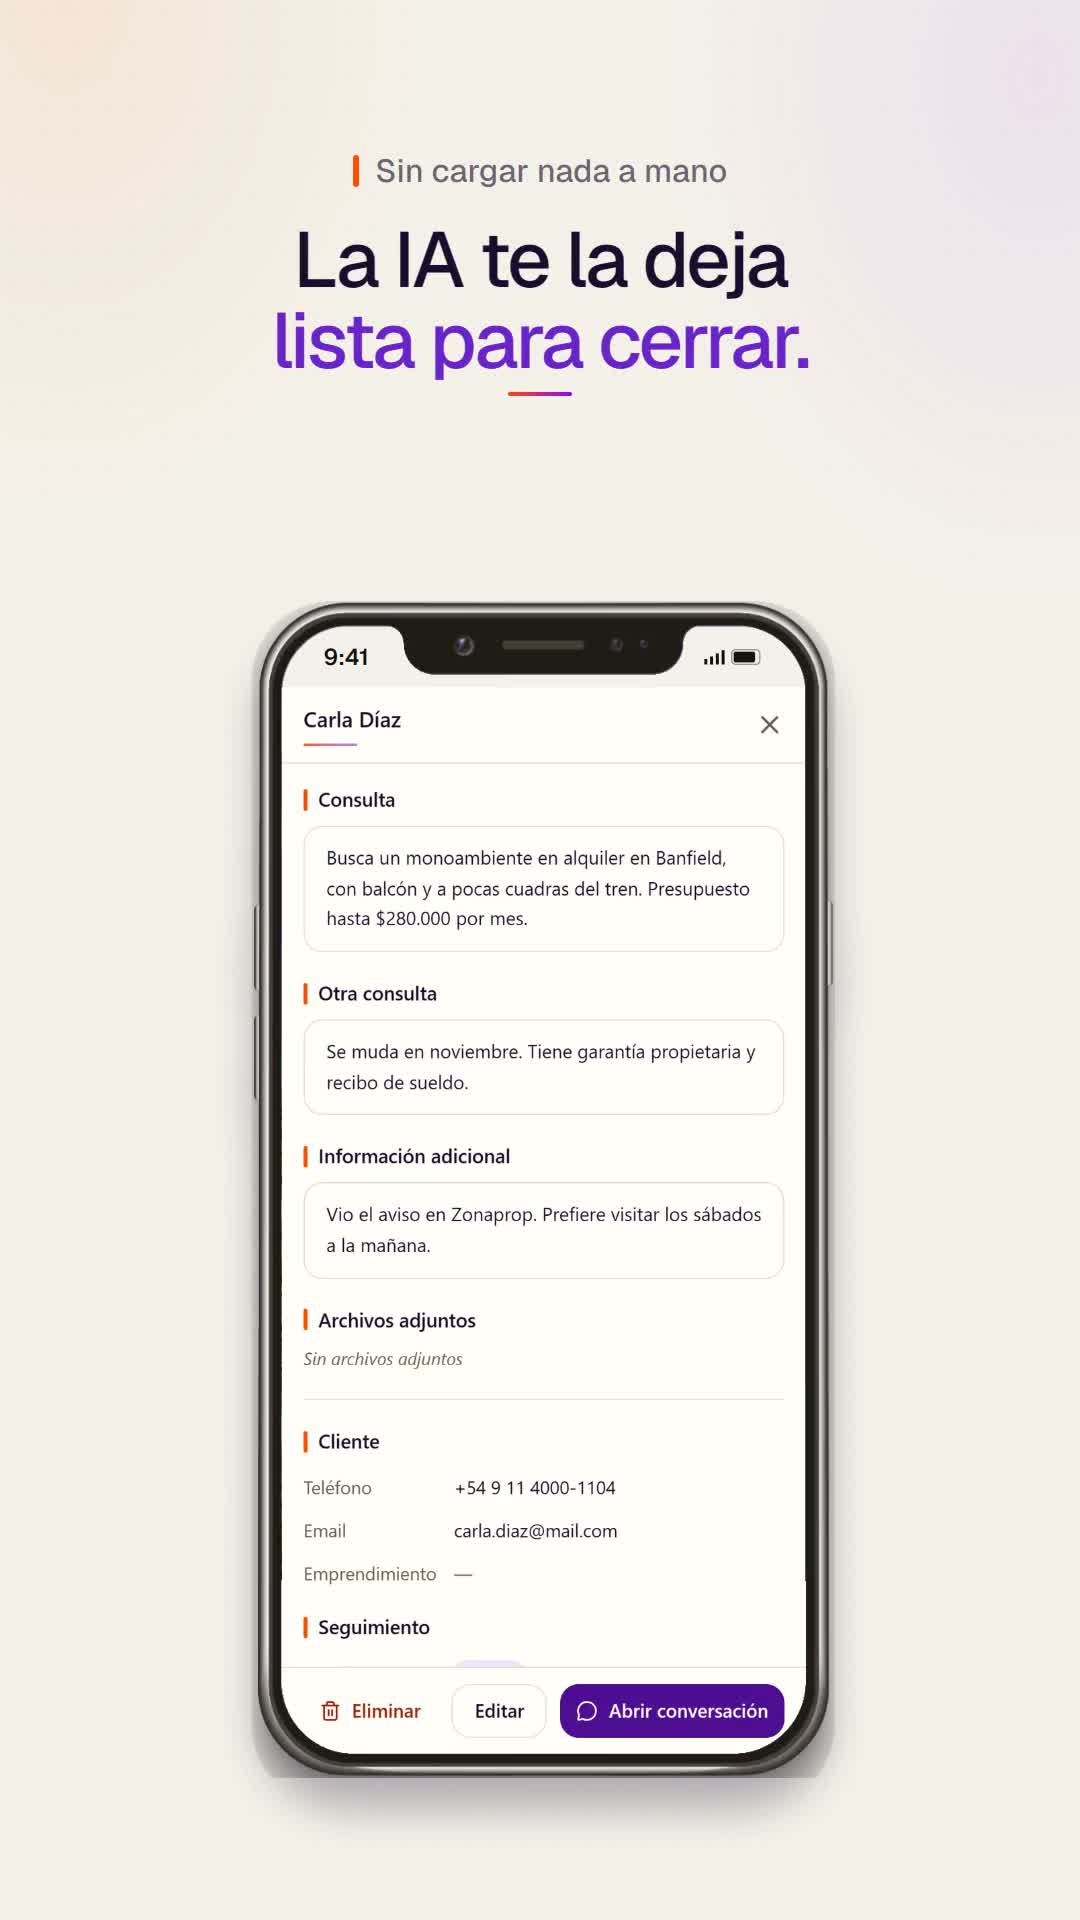 Sin cargar nada a mano
La IA te la deja
lista para cerrar.
9:41
Carla Díaz
Consulta
Busca un monoambiente en alquiler en Banfield,
con balcón y a pocas cuadras del tren. Presupuesto
hasta $280.000 por mes.
Otra consulta
Se muda en noviembre. Tiene garantía propietaria y
recibo de sueldo.
Información adicional
Vio el aviso en Zonaprop. Prefiere visitar los sábados
a la mañana.
Archivos adjuntos
Sin archivos adjuntos
Cliente
Teléfono +54 9 11 4000-1104
Email carla.diaz@mail.com
Emprendimiento —
Seguimiento
Eliminar Editar Abrir conversación